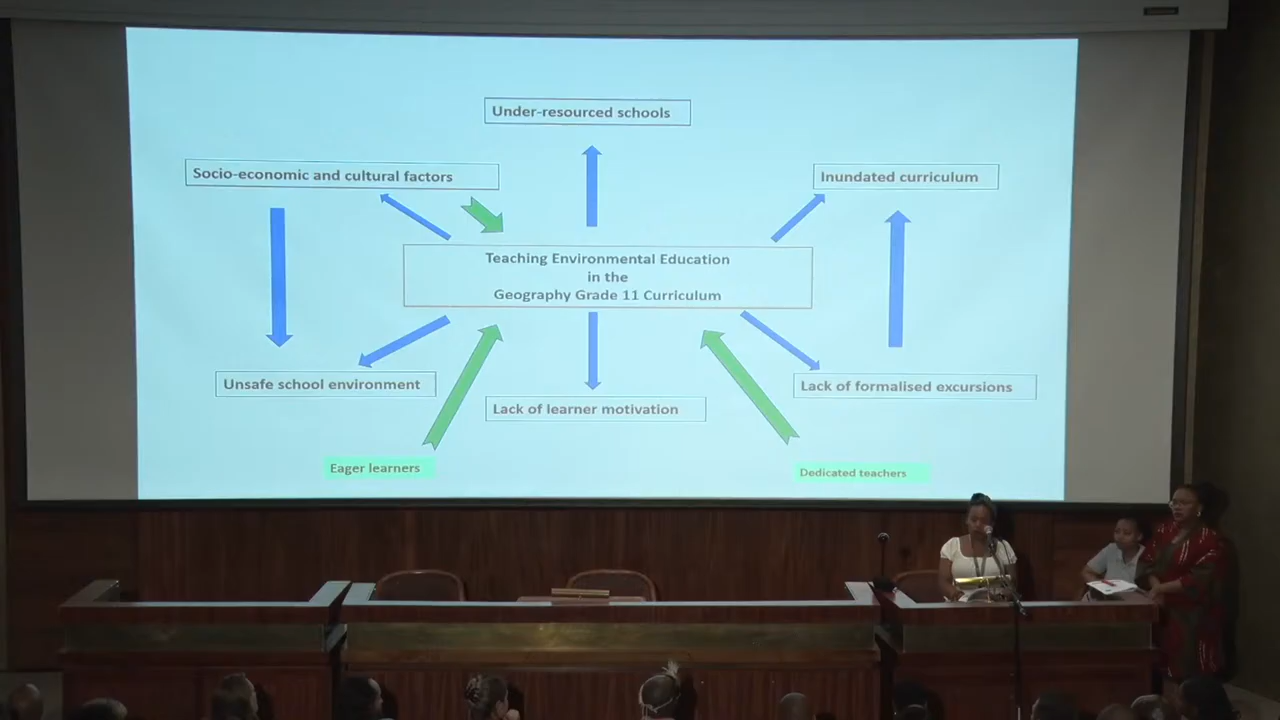 Under-resourced schools
Socio-economic and cultural factors
Inundated curriculum
Teaching Environmental Education
in the
Geography Grade 11 Curriculum
Unsafe school environment
Lack of learner motivation
Lack of formalised excursions
Eager learners
Dedicated teachers